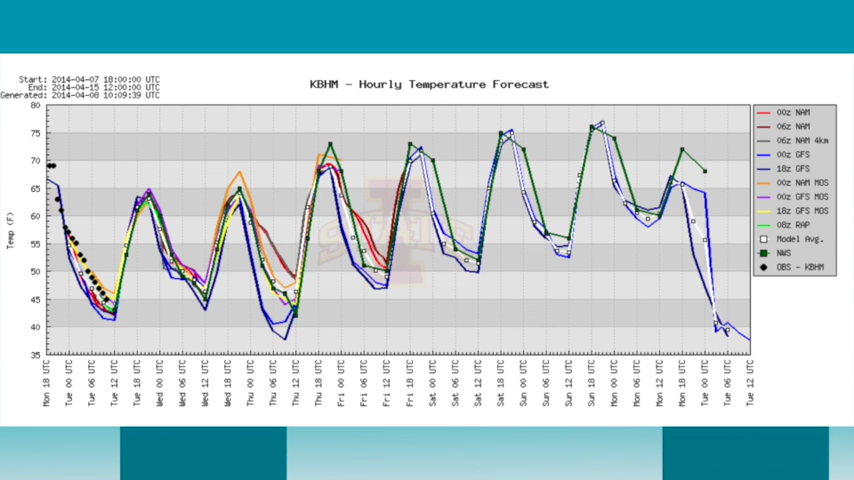 Start: 2014-04-07 18:00:00 UTC
End: 2014-04-15 12:00:00 UTC
Generated: 2014-04-08 10:09:39 UTC
KBHM - Hourly Temperature Forecast
80
75
70
65
60
55
50
45
40
35
Temp (F)
Mon 18 UTC
Tue 00 UTC
Tue 06 UTC
Tue 12 UTC
Tue 18 UTC
Wed 00 UTC
Wed 06 UTC
Wed 12 UTC
Wed 18 UTC
Thu 00 UTC
Thu 06 UTC
Thu 12 UTC
Thu 18 UTC
Fri 00 UTC
Fri 06 UTC
Fri 12 UTC
Fri 18 UTC
Sat 00 UTC
Sat 06 UTC
Sat 12 UTC
Sat 18 UTC
Sun 00 UTC
Sun 06 UTC
Sun 12 UTC
Sun 18 UTC
Mon 00 UTC
Mon 06 UTC
Mon 12 UTC
Mon 18 UTC
Tue 00 UTC
Tue 06 UTC
Tue 12 UTC
00z NAM
06z NAM
06z NAM 4km
00z GFS
18z GFS
00z NAM MOS
00z GFS MOS
18z GFS MOS
08z RAP
Model Avg.
NWS
OBS - KBHM